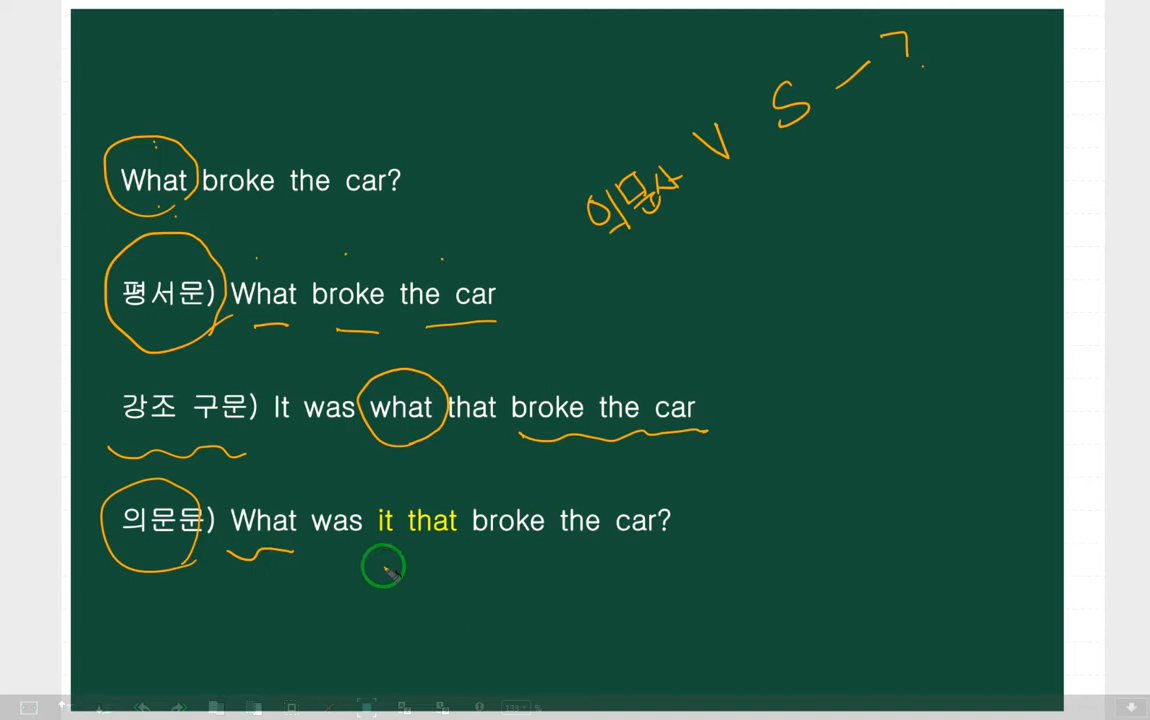 What broke the car?
의문사 V S ㅡ ?
평서문) What broke the car
강조 구문) It was what that broke the car
의문문) What was it that broke the car?
133 %